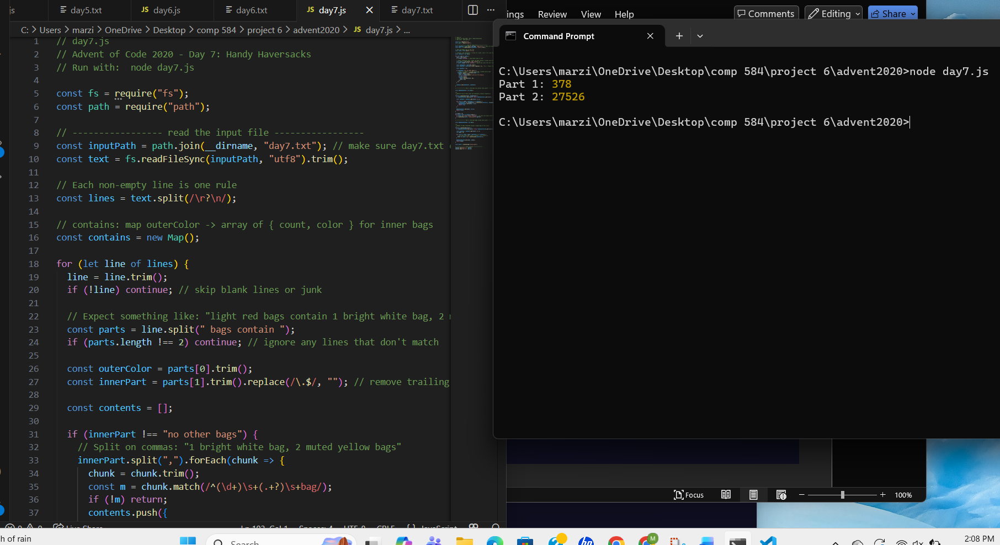 js
day5.txt
JS day6.js
day6.txt
JS day7.js
day7.txt
C: > Users > marzi > OneDrive > Desktop > comp 584 > project 6 > advent2020 > JS day7.js > ...
1 // day7.js
2 // Advent of Code 2020 - Day 7: Handy Haversacks
3 // Run with:  node day7.js
4
5 const fs = require("fs");
6 const path = require("path");
7
8 // ----------------- read the input file -----------------
9 const inputPath = path.join(__dirname, "day7.txt"); // make sure day7.txt
10 const text = fs.readFileSync(inputPath, "utf8").trim();
11
12 // Each non-empty line is one rule
13 const lines = text.split(/\r?\n/);
14
15 // contains: map outerColor -> array of { count, color } for inner bags
16 const contains = new Map();
17
18 for (let line of lines) {
19 line = line.trim();
20 if (!line) continue; // skip blank lines or junk
21
22 // Expect something like: "light red bags contain 1 bright white bag, 2
23 const parts = line.split(" bags contain ");
24 if (parts.length !== 2) continue; // ignore any lines that don't match
25
26 const outerColor = parts[0].trim();
27 const innerPart = parts[1].trim().replace(/\.$/, ""); // remove trailing
28
29 const contents = [];
30
31 if (innerPart !== "no other bags") {
32 // Split on commas: "1 bright white bag, 2 muted yellow bags"
33 innerPart.split(",").forEach(chunk => {
34 chunk = chunk.trim();
35 const m = chunk.match(/^(\d+)\s+(.+?)\s+bag/);
36 if (!m) return;
37 contents.push({
ings Review View Help
Comments
Editing
Share
Command Prompt
C:\Users\marzi\OneDrive\Desktop\comp 584\project 6\advent2020>node day7.js
Part 1: 378
Part 2: 27526
C:\Users\marzi\OneDrive\Desktop\comp 584\project 6\advent2020>
Focus
100%
h of rain
Search
hp
M
2:08 PM